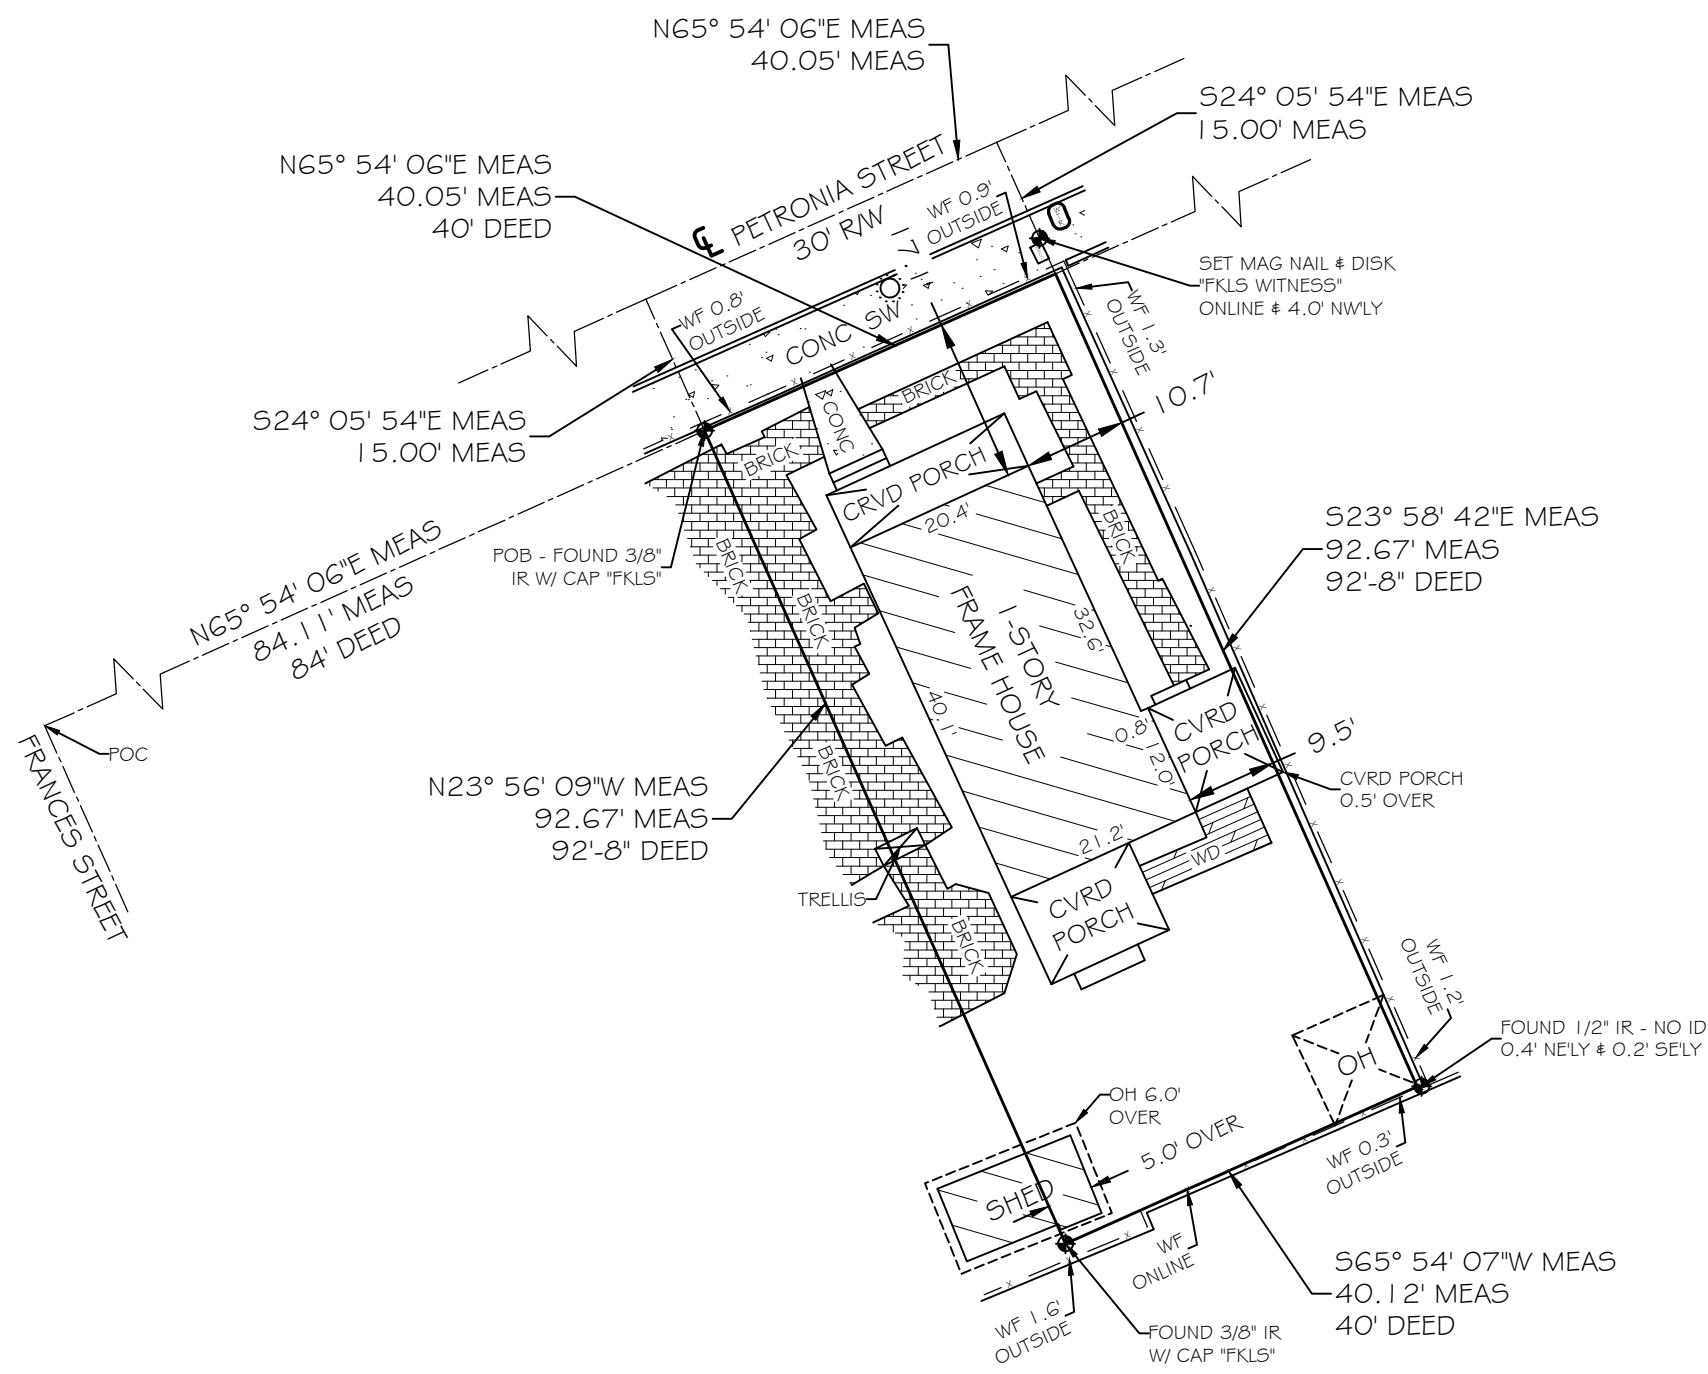 N65° 54' 06"E MEAS
40.05' MEAS
S24° 05' 54"E MEAS
15.00' MEAS
N65° 54' 06"E MEAS
40.05' MEAS
40' DEED
℄ PETRONIA STREET
30' R/W
WF 0.9'
OUTSIDE
SET MAG NAIL & DISK
"FKLS WITNESS"
ONLINE & 4.0' NW'LY
WF 0.8'
OUTSIDE
CONC SW
WF 1.3'
OUTSIDE
10.7'
S24° 05' 54"E MEAS
15.00' MEAS
CONC
BRICK
BRICK
CRVD PORCH
20.4'
BRICK
S23° 58' 42"E MEAS
92.67' MEAS
92'-8" DEED
POB - FOUND 3/8"
IR W/ CAP "FKLS"
BRICK
BRICK
N65° 54' 06"E MEAS
84.11' MEAS
84' DEED
1-STORY
FRAME HOUSE
32.6'
40.1'
0.8'
12.0'
CVRD
PORCH
9.5'
CVRD PORCH
0.5' OVER
POC
FRANCES STREET
BRICK
N23° 56' 09"W MEAS
92.67' MEAS
92'-8" DEED
21.2'
WD
TRELLIS
CVRD
PORCH
BRICK
WF 1.2'
OUTSIDE
FOUND 1/2" IR - NO ID
0.4' NE'LY & 0.2' SE'LY
OH
OH 6.0'
OVER
5.0' OVER
WF 0.3'
OUTSIDE
SHED
WF
ONLINE
S65° 54' 07"W MEAS
40.12' MEAS
40' DEED
WF 1.6'
OUTSIDE
FOUND 3/8" IR
W/ CAP "FKLS"